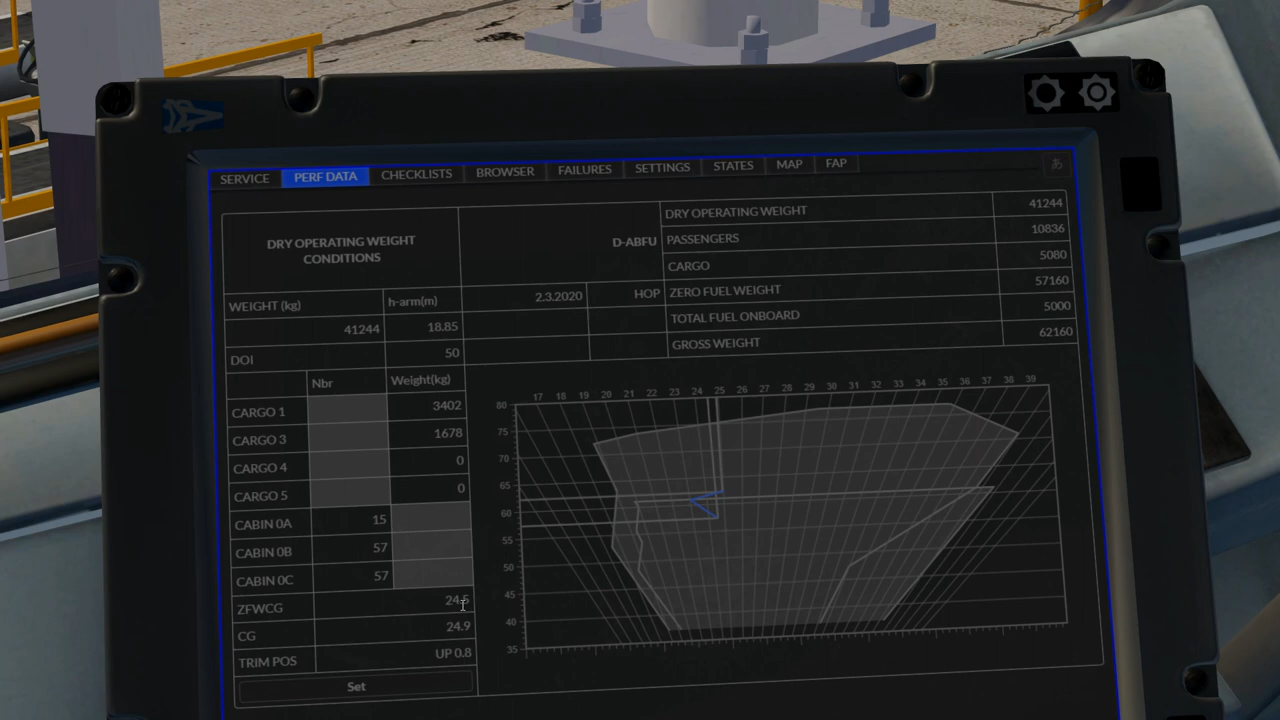 SERVICE PERF DATA CHECKLISTS BROWSER FAILURES SETTINGS STATES MAP FAP あ
DRY OPERATING WEIGHT
CONDITIONS
D-ABFU
WEIGHT (kg) h-arm(m) 2.3.2020 HOP
41244 18.85
DOI 50
DRY OPERATING WEIGHT 41244
PASSENGERS 10836
CARGO 5080
ZERO FUEL WEIGHT 57160
TOTAL FUEL ONBOARD 5000
GROSS WEIGHT 62160
Nbr Weight(kg)
CARGO 1 3402
CARGO 3 1678
CARGO 4 0
CARGO 5 0
CABIN 0A 15
CABIN 0B 57
CABIN 0C 57
ZFWCG 24.5
CG 24.9
TRIM POS UP 0.8
Set
17 18 19 20 21 22 23 24 25 26 27 28 29 30 31 32 33 34 35 36 37 38 39
80
75
70
65
60
55
50
45
40
35